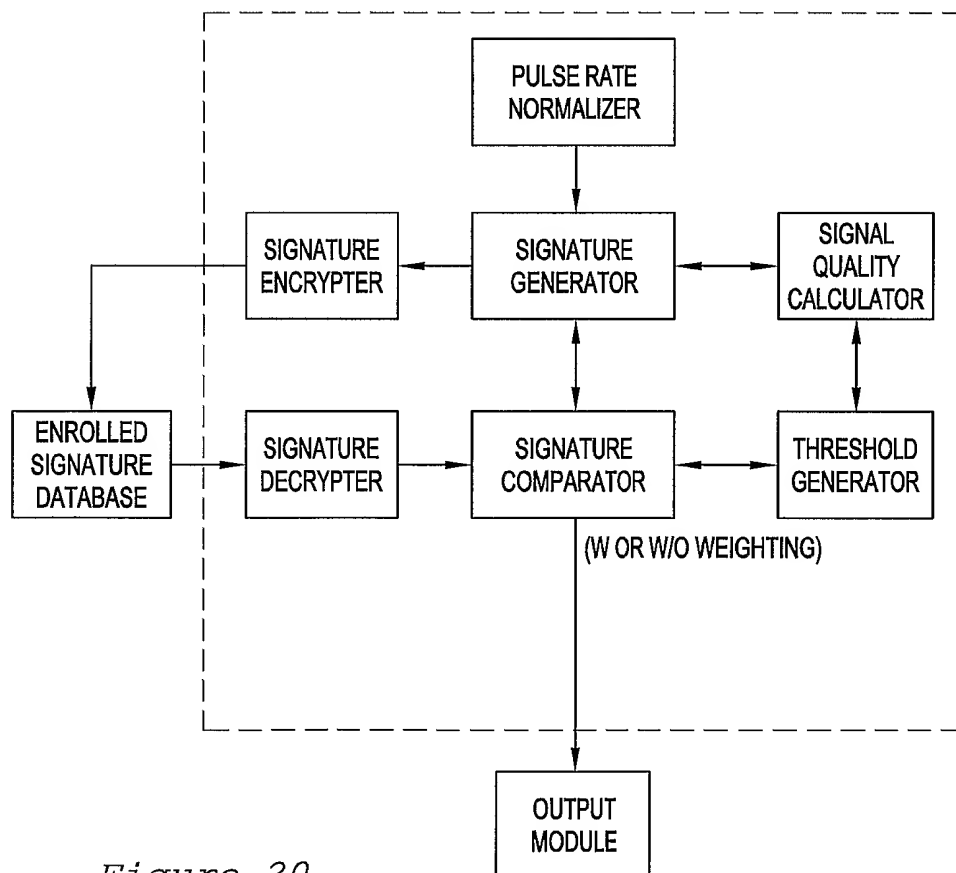 PULSE RATE
NORMALIZER
SIGNATURE
ENCRYPTER
SIGNATURE
GENERATOR
SIGNAL
QUALITY
CALCULATOR
ENROLLED
SIGNATURE
DATABASE
SIGNATURE
DECRYPTER
SIGNATURE
COMPARATOR
THRESHOLD
GENERATOR
(W OR W/O WEIGHTING)
OUTPUT
MODULE
Figure